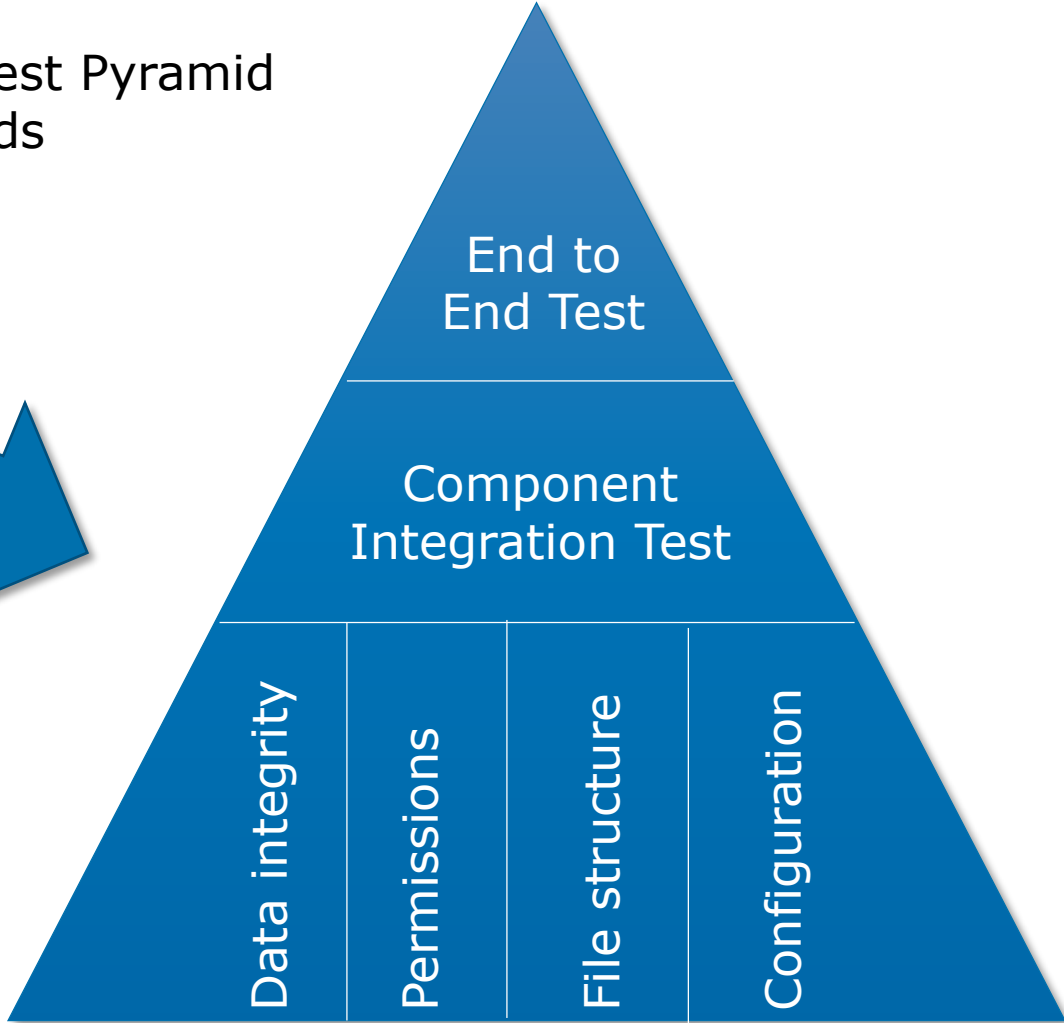 est Pyramid
ds
End to
End Test
Component
Integration Test
Data integrity
Permissions
File structure
Configuration